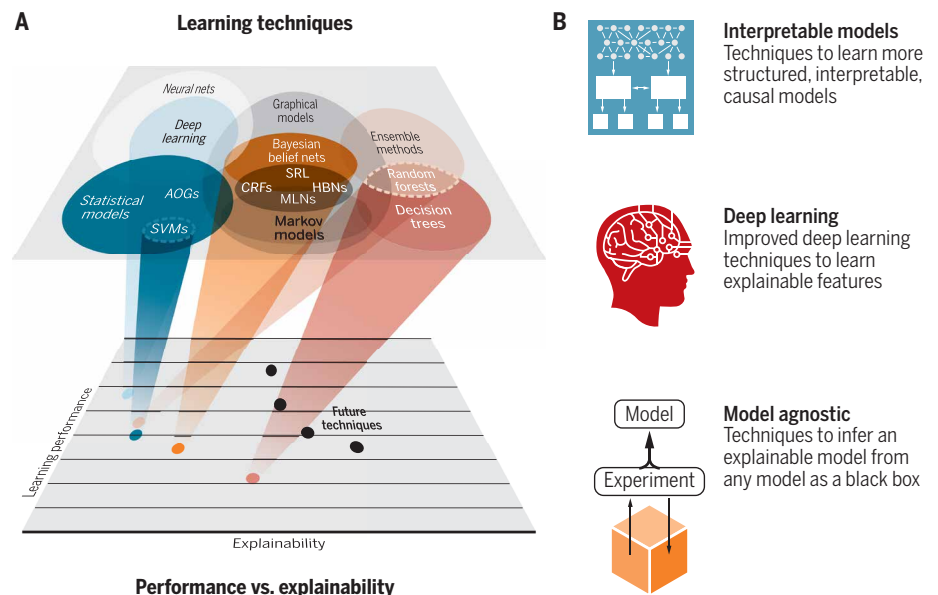 A
Learning techniques
Neural nets
Deep
learning
Graphical
models
Bayesian
belief nets
SRL
CRFs
HBNs
MLNs
Markov
models
Ensemble
methods
Random
forests
Decision
trees
Statistical
models
AOGs
SVMs
Learning performance
Future
techniques
Explainability
Performance vs. explainability
B
Interpretable models
Techniques to learn more
structured, interpretable,
causal models
Deep learning
Improved deep learning
techniques to learn
explainable features
Model
Experiment
Model agnostic
Techniques to infer an
explainable model from
any model as a black box